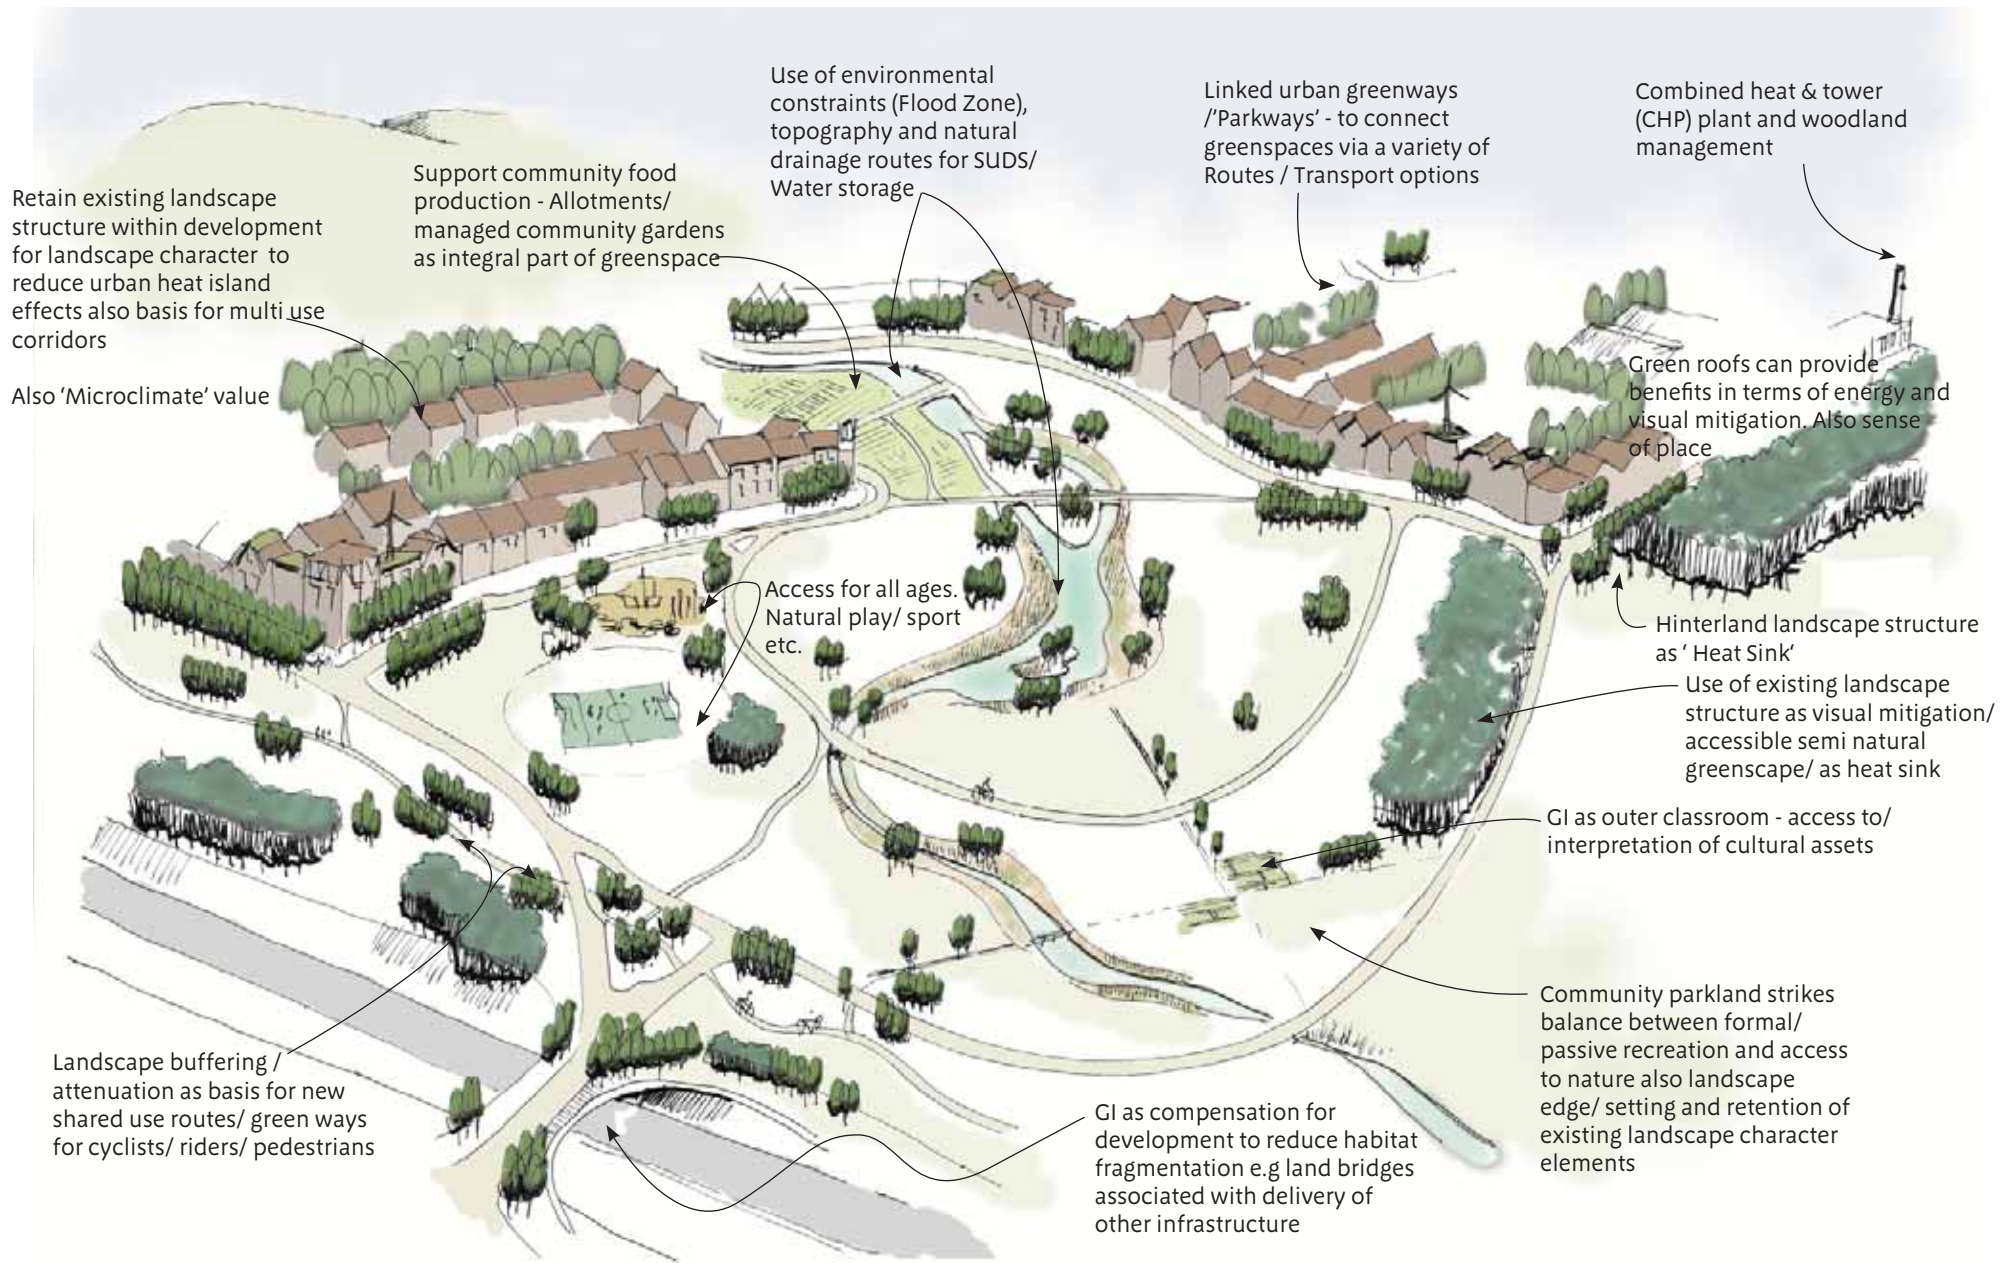 Use of environmental
constraints (Flood Zone),
topography and natural
drainage routes for SUDS/
Water storage
Linked urban greenways
/'Parkways' - to connect
greenspaces via a variety of
Routes / Transport options
Combined heat & tower
(CHP) plant and woodland
management
Support community food
production - Allotments/
managed community gardens
as integral part of greenspace
Retain existing landscape
structure within development
for landscape character to
reduce urban heat island
effects also basis for multi use
corridors
Also ‘Microclimate’ value
Green roofs can provide
benefits in terms of energy and
visual mitigation. Also sense
of place
Access for all ages.
Natural play/ sport
etc.
Hinterland landscape structure
as ‘ Heat Sink‘
Use of existing landscape
structure as visual mitigation/
accessible semi natural
greenscape/ as heat sink
GI as outer classroom - access to/
interpretation of cultural assets
Community parkland strikes
balance between formal/
passive recreation and access
to nature also landscape
edge/ setting and retention of
existing landscape character
elements
Landscape buffering /
attenuation as basis for new
shared use routes/ green ways
for cyclists/ riders/ pedestrians
GI as compensation for
development to reduce habitat
fragmentation e.g land bridges
associated with delivery of
other infrastructure